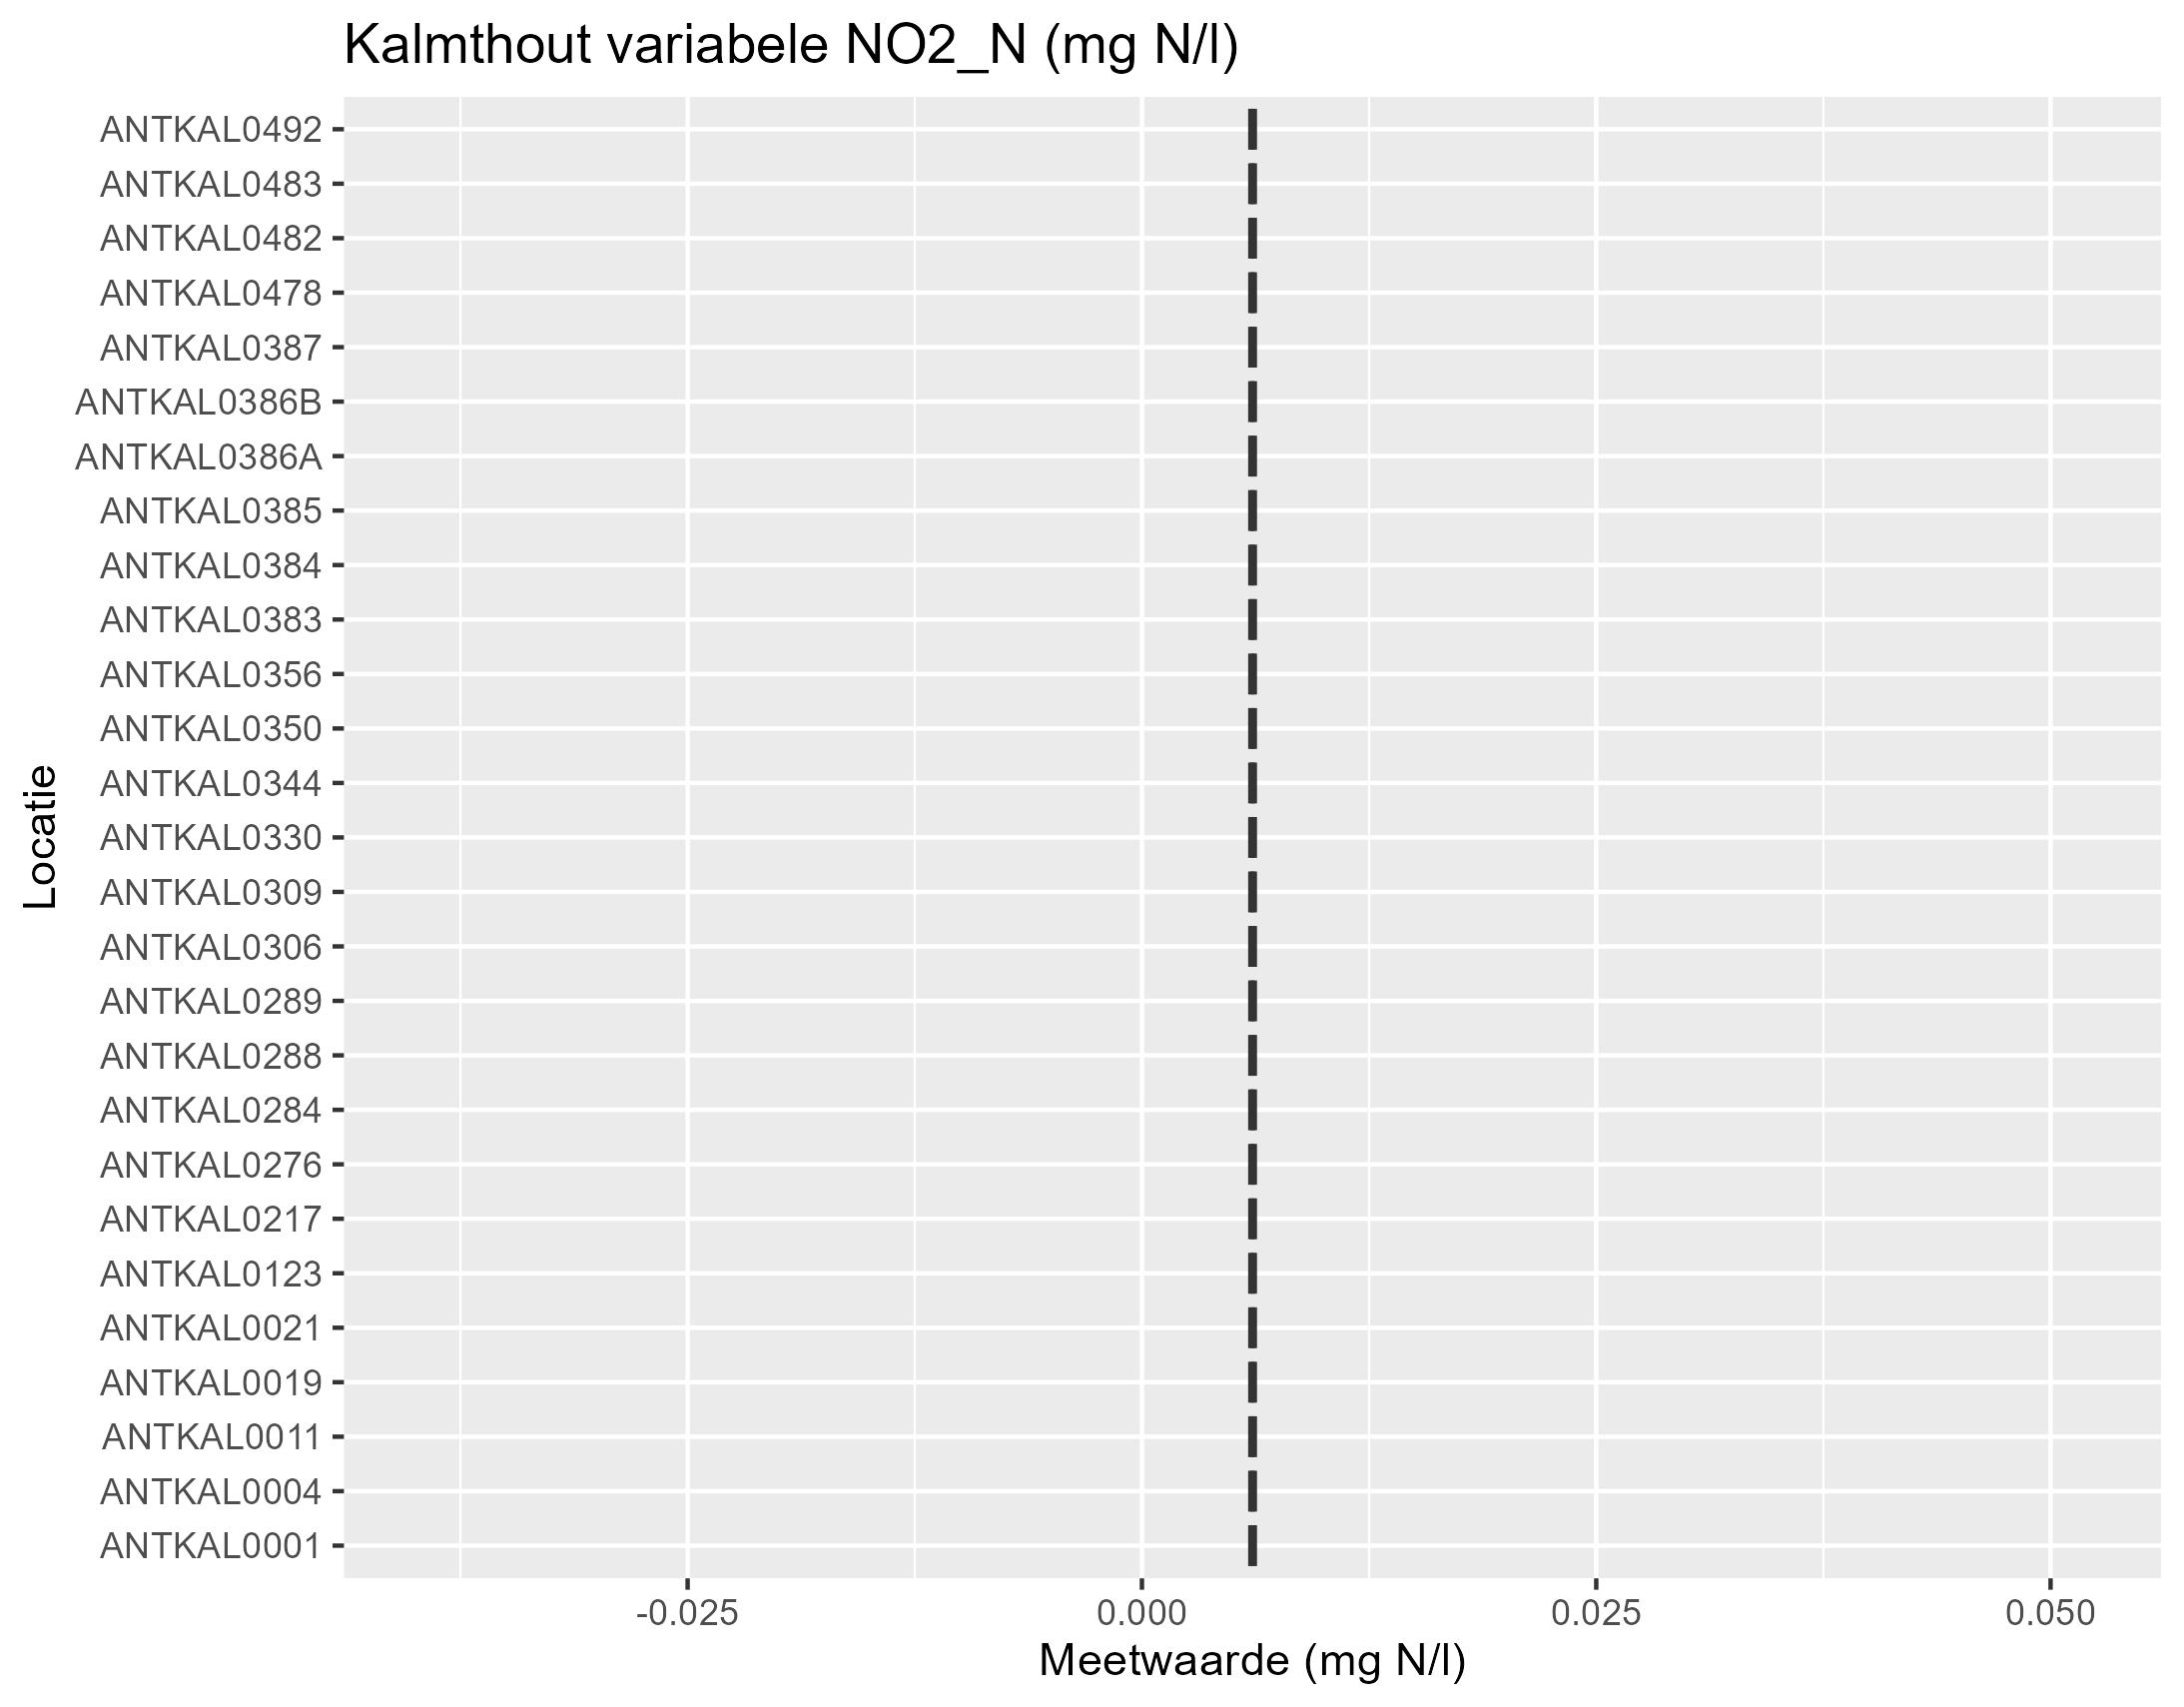 Kalmthout variabele NO2_N (mg N/l)
ANTKAL0492
ANTKAL0483
ANTKAL0482
ANTKAL0478
ANTKAL0387
ANTKAL0386B
ANTKAL0386A
ANTKAL0385
ANTKAL0384
ANTKAL0383
ANTKAL0356
ANTKAL0350
ANTKAL0344
ANTKAL0330
ANTKAL0309
ANTKAL0306
ANTKAL0289
ANTKAL0288
ANTKAL0284
ANTKAL0276
ANTKAL0217
ANTKAL0123
ANTKAL0021
ANTKAL0019
ANTKAL0011
ANTKAL0004
ANTKAL0001
Locatie
-0.025 0.000 0.025 0.050
Meetwaarde (mg N/l)